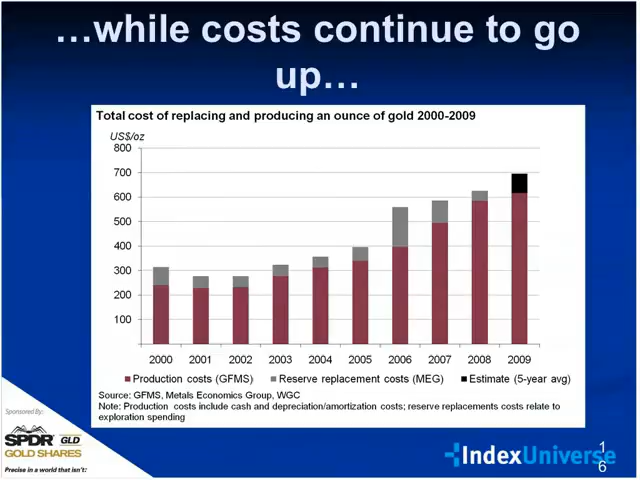 …while costs continue to go
up…
Total cost of replacing and producing an ounce of gold 2000-2009
US$/oz
800
700
600
500
400
300
200
100
2000 2001 2002 2003 2004 2005 2006 2007 2008 2009
Production costs (GFMS) Reserve replacement costs (MEG) Estimate (5-year avg)
Source: GFMS, Metals Economics Group, WGC
Note: Production costs include cash and depreciation/amortization costs; reserve replacements costs relate to
exploration spending
Sponsored By:
SPDR GLD
GOLD SHARES
Precise in a world that isn't:
IndexUniverse
1
6